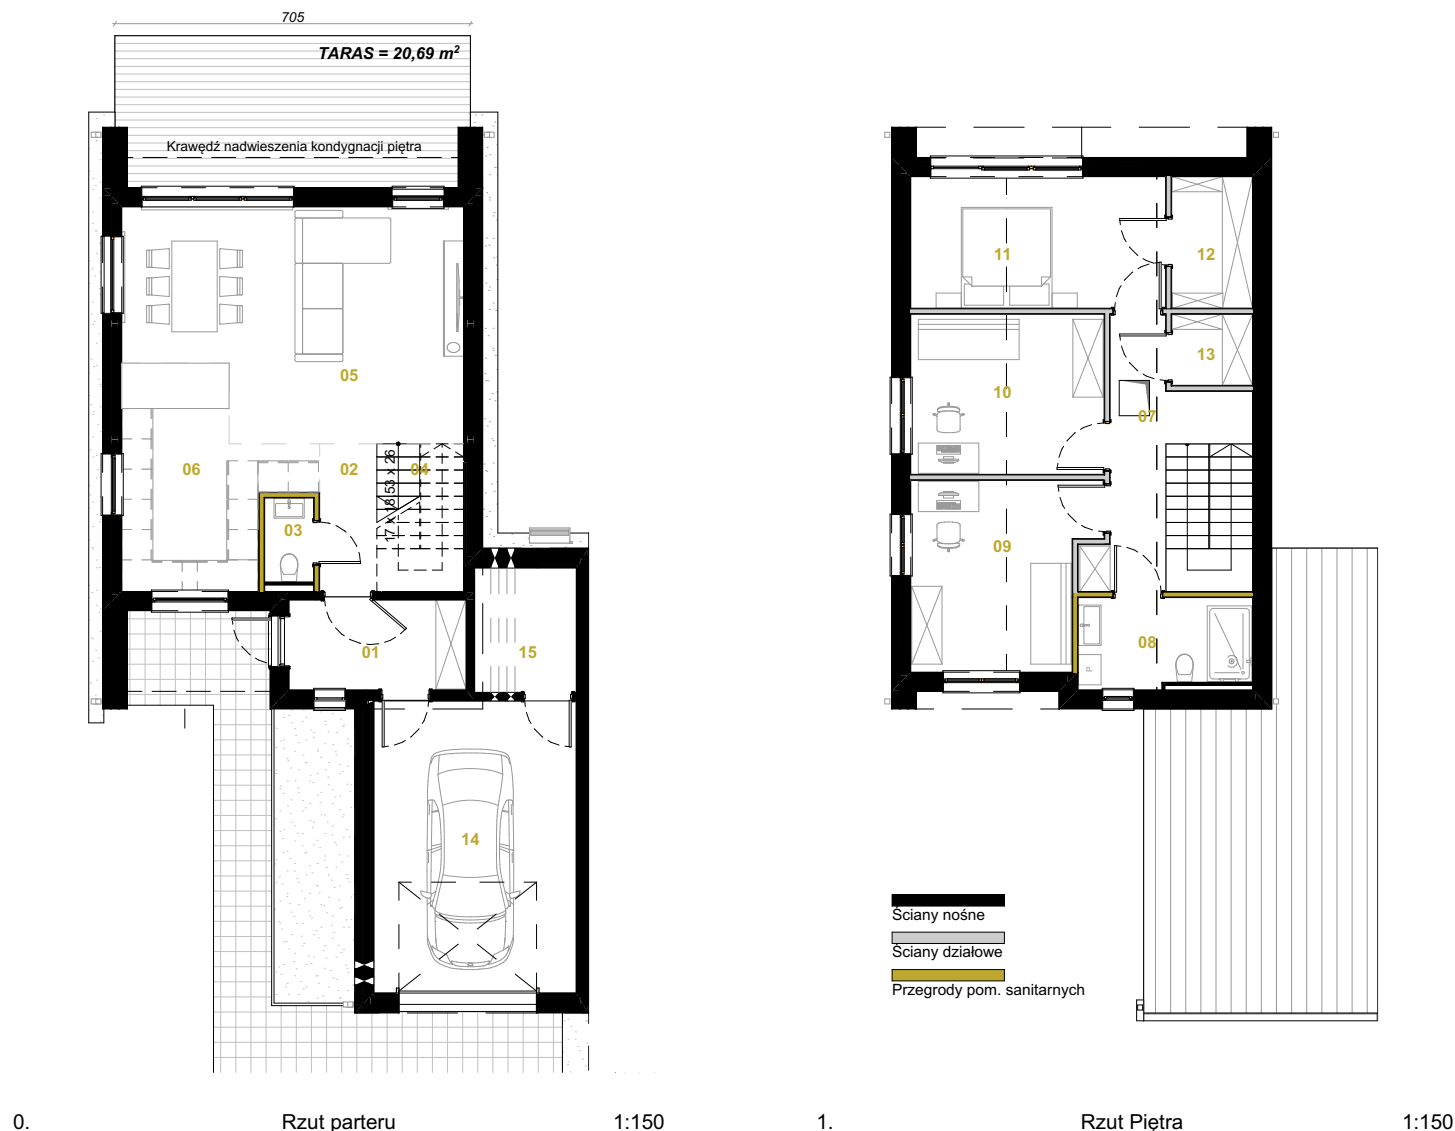 705
TARAS = 20,69 m²
Krawędź nadwieszenia kondygnacji piętra
05
06
02
04
17 x 18,53 x 26
03
01
15
14
11
12
13
10
07
09
08
P
Ściany nośne
Ściany działowe
Przegrody pom. sanitarnych
0.
Rzut parteru
1:150
1.
Rzut Piętra
1:150